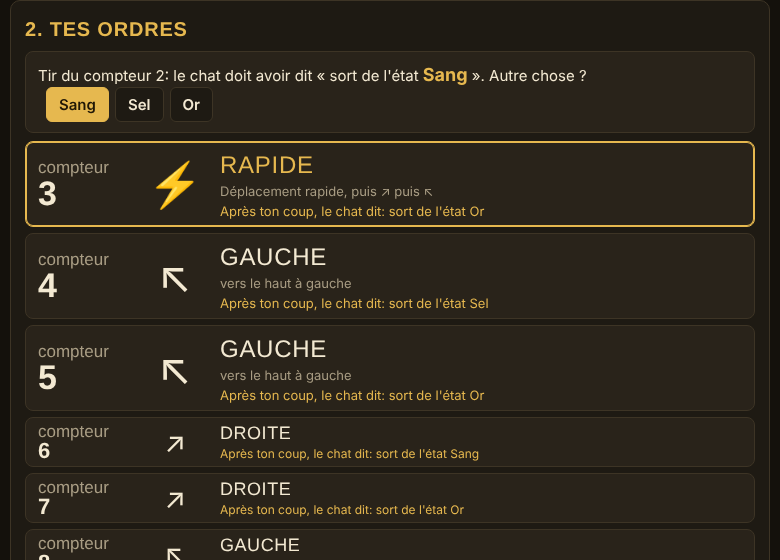 2. TES ORDRES
Tir du compteur 2: le chat doit avoir dit « sort de l'état Sang ». Autre chose ?
Sang Sel Or
compteur
3
RAPIDE
Déplacement rapide, puis ↗ puis ↖
Après ton coup, le chat dit: sort de l'état Or
compteur
4
GAUCHE
vers le haut à gauche
Après ton coup, le chat dit: sort de l'état Sel
compteur
5
GAUCHE
vers le haut à gauche
Après ton coup, le chat dit: sort de l'état Or
compteur
6
DROITE
Après ton coup, le chat dit: sort de l'état Sang
compteur
7
DROITE
Après ton coup, le chat dit: sort de l'état Or
compteur
GAUCHE